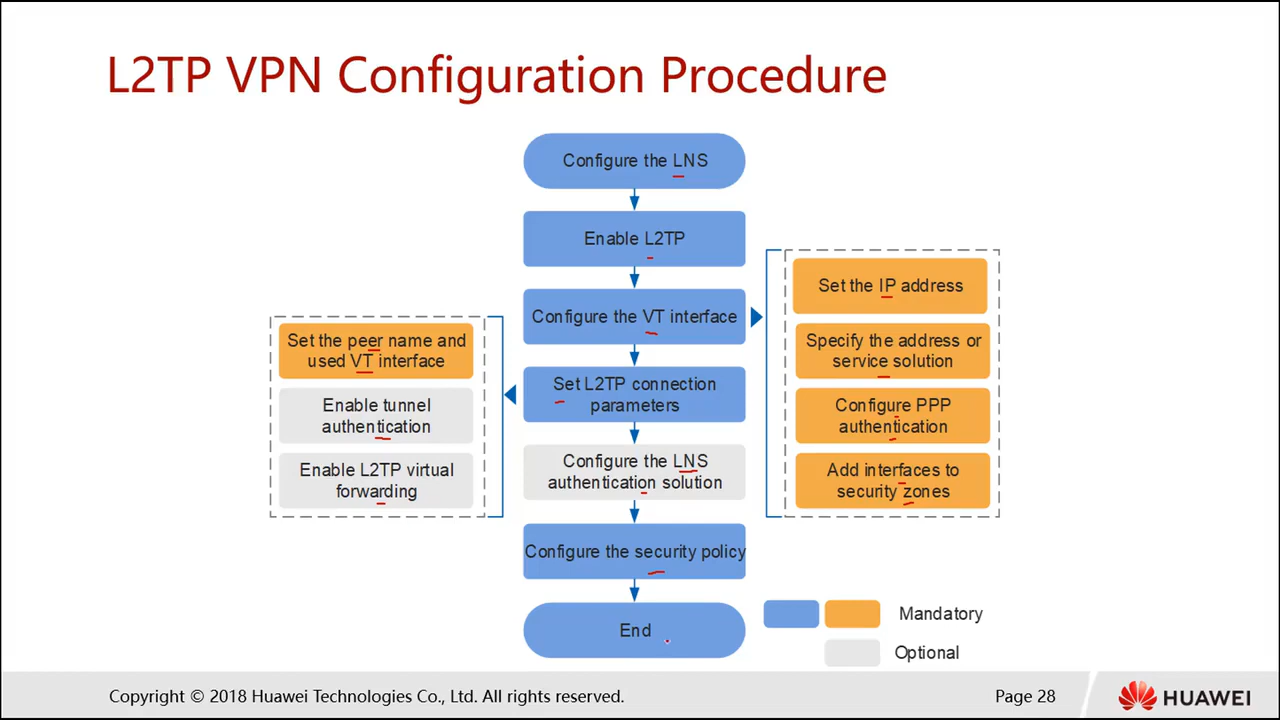 L2TP VPN Configuration Procedure
Configure the LNS
Enable L2TP
Configure the VT interface
Set L2TP connection
parameters
Configure the LNS
authentication solution
Configure the security policy
End
Set the peer name and
used VT interface
Enable tunnel
authentication
Enable L2TP virtual
forwarding
Set the IP address
Specify the address or
service solution
Configure PPP
authentication
Add interfaces to
security zones
Mandatory
Optional
Copyright © 2018 Huawei Technologies Co., Ltd. All rights reserved.
Page 28
HUAWEI